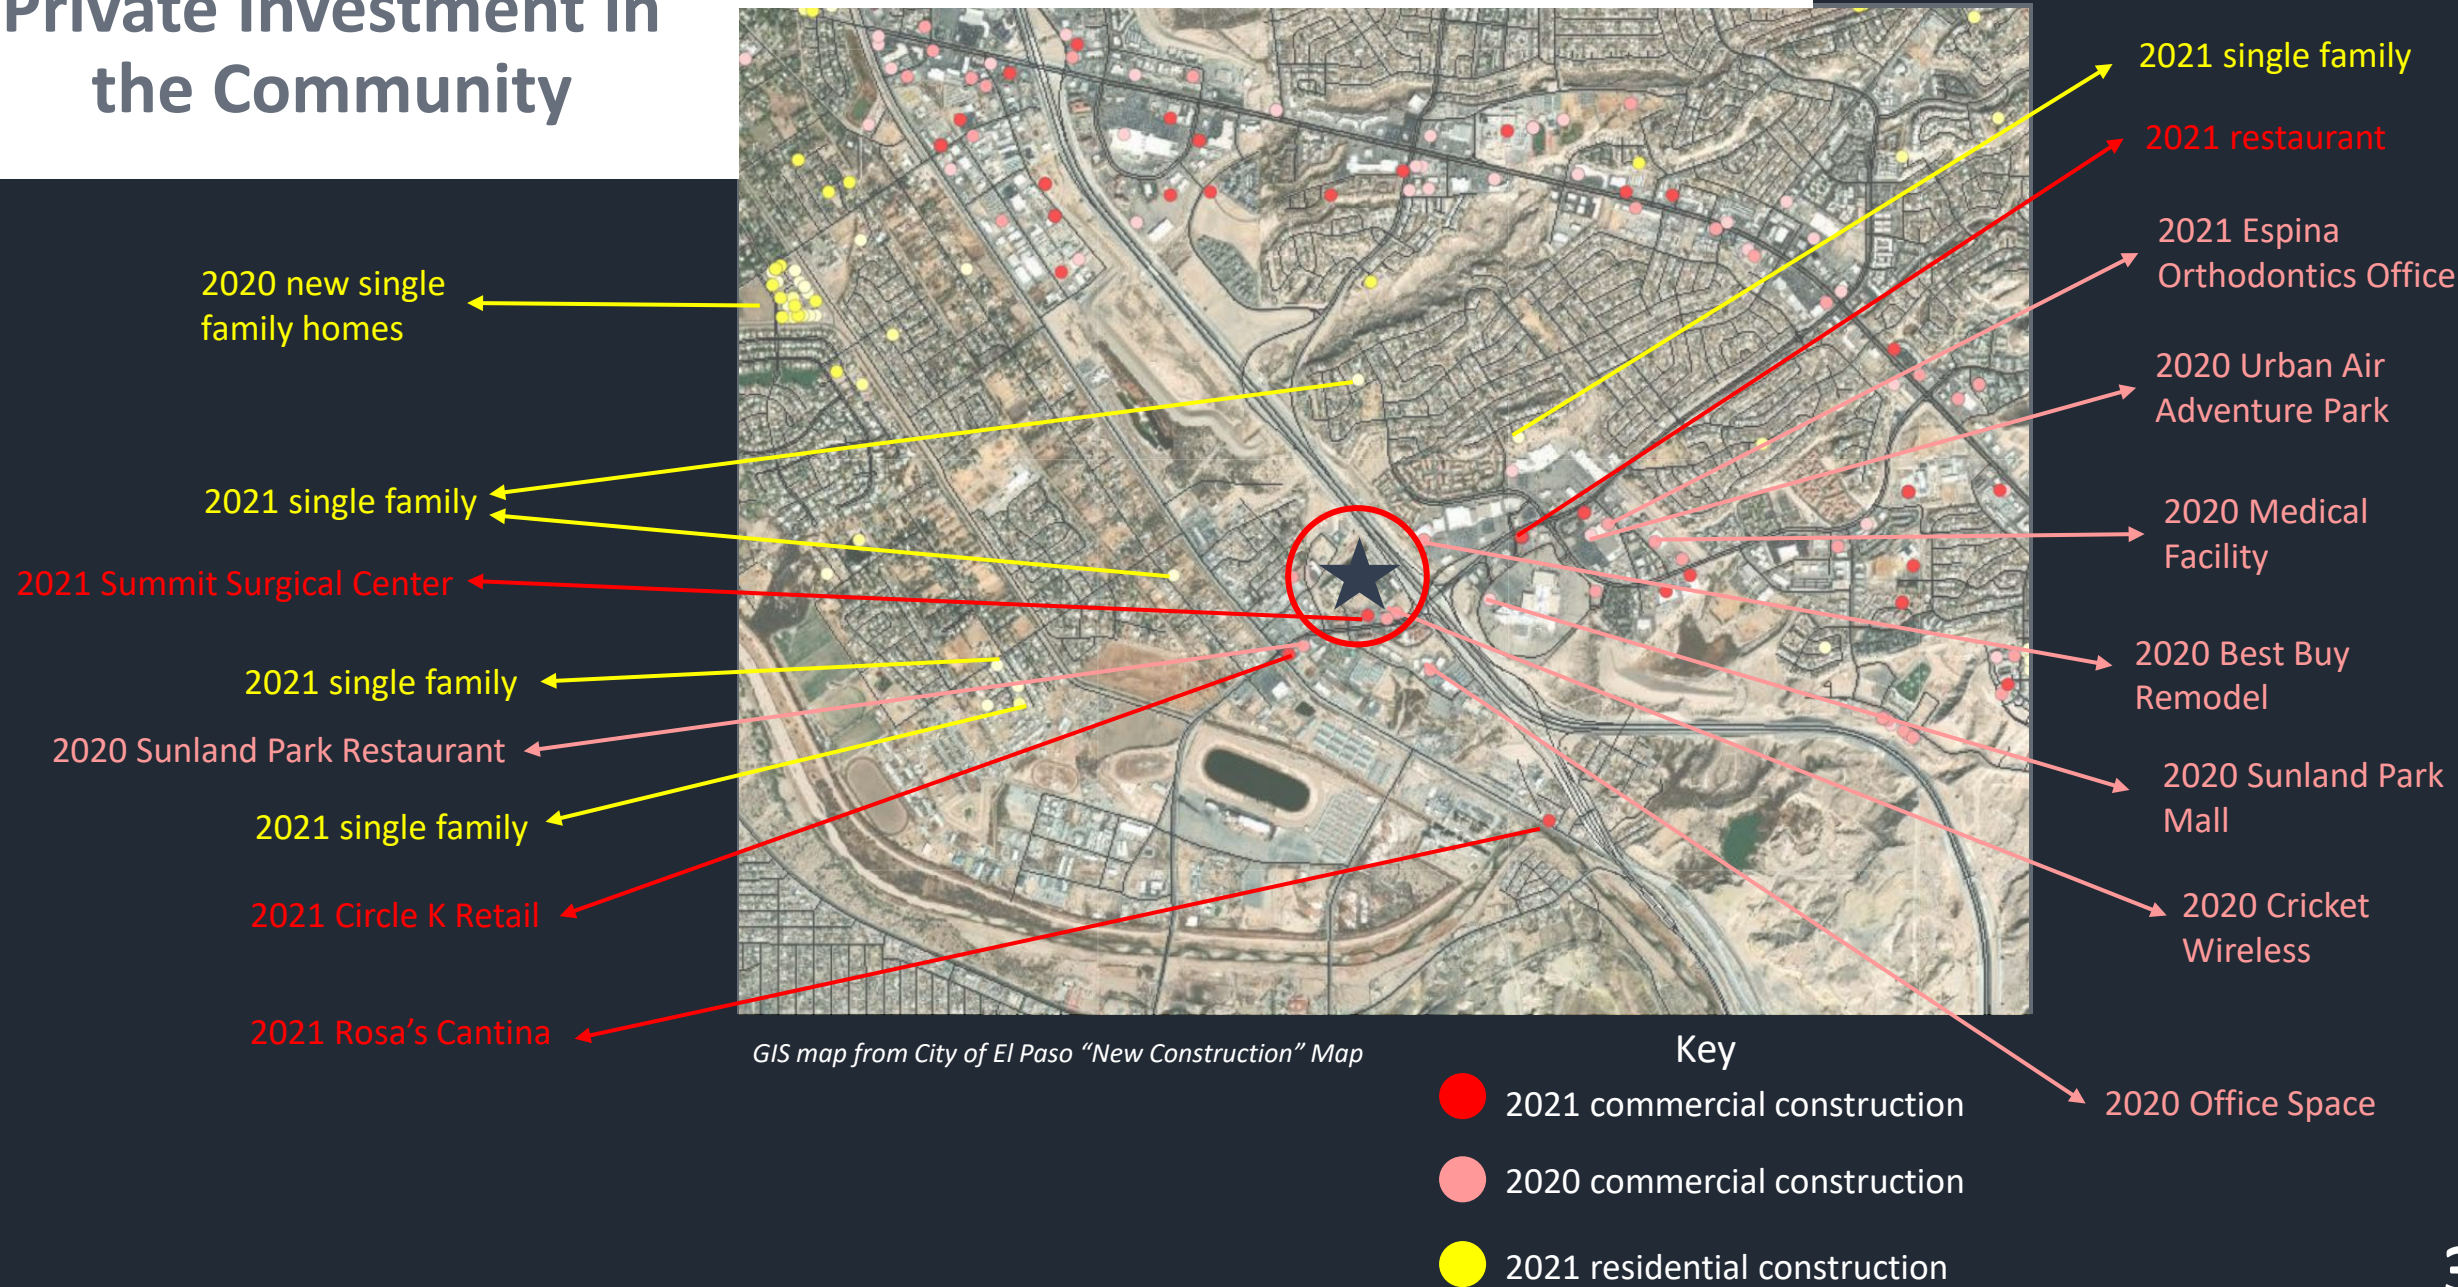 Private Investment in
the Community
2020 new single
family homes
2021 single family
2021 Summit Surgical Center
2021 single family
2020 Sunland Park Restaurant
2021 single family
2021 Circle K Retail
2021 Rosa’s Cantina
2021 single family
2021 restaurant
2021 Espina
Orthodontics Office
2020 Urban Air
Adventure Park
2020 Medical
Facility
2020 Best Buy
Remodel
2020 Sunland Park
Mall
2020 Cricket
Wireless
2020 Office Space
GIS map from City of El Paso “New Construction” Map
Key
2021 commercial construction
2020 commercial construction
2021 residential construction